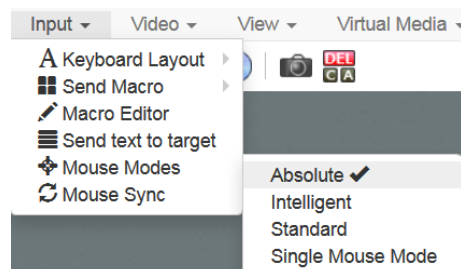 Input Video View Virtual Media
A Keyboard Layout
Send Macro
Macro Editor
Send text to target
Mouse Modes
Mouse Sync
DEL
C A
Absolute
Intelligent
Standard
Single Mouse Mode